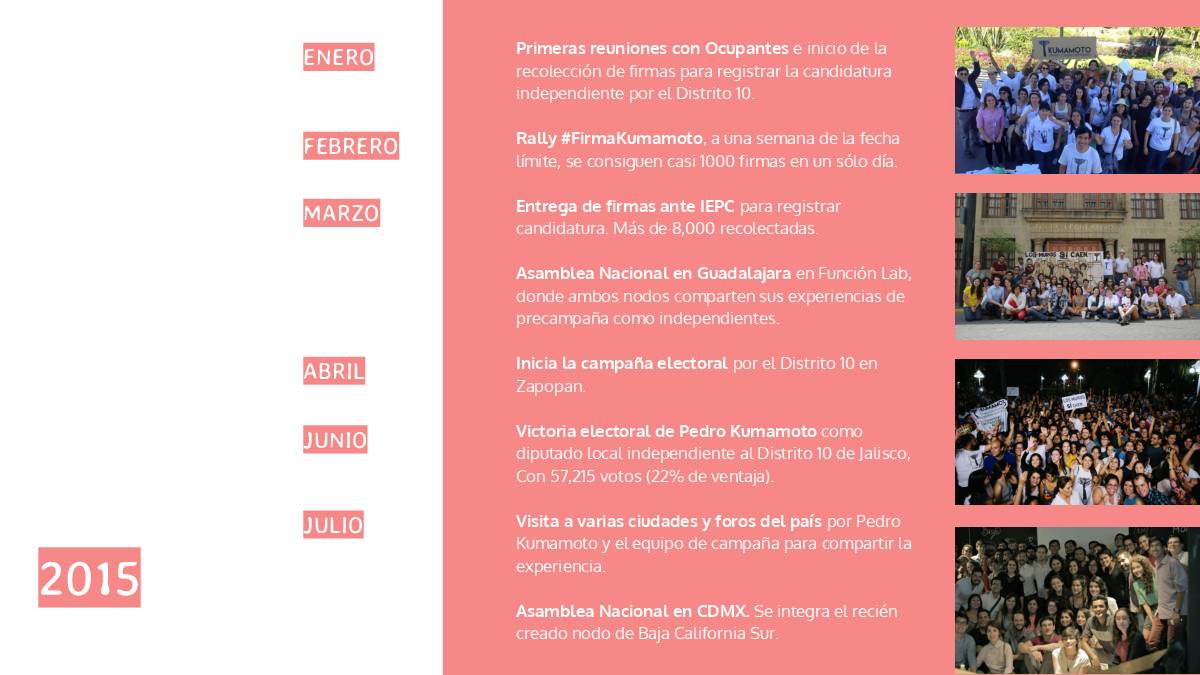 ENERO
Primeras reuniones con Ocupantes e inicio de la
recolección de firmas para registrar la candidatura
independiente por el Distrito 10.
FEBRERO
Rally #FirmaKumamoto, a una semana de la fecha
límite, se consiguen casi 1000 firmas en un sólo día.
MARZO
Entrega de firmas ante IEPC para registrar
candidatura. Más de 8,000 recolectadas.
Asamblea Nacional en Guadalajara en Función Lab,
donde ambos nodos comparten sus experiencias de
precampaña como independientes.
ABRIL
Inicia la campaña electoral por el Distrito 10 en
Zapopan.
JUNIO
Victoria electoral de Pedro Kumamoto como
diputado local independiente al Distrito 10 de Jalisco,
Con 57,215 votos (22% de ventaja).
JULIO
Visita a varias ciudades y foros del país por Pedro
Kumamoto y el equipo de campaña para compartir la
experiencia.
Asamblea Nacional en CDMX. Se integra el recién
creado nodo de Baja California Sur.
2015
KUMAMOTO
LOS MUROS SÍ CAEN
LOS MUROS
SÍ CAEN